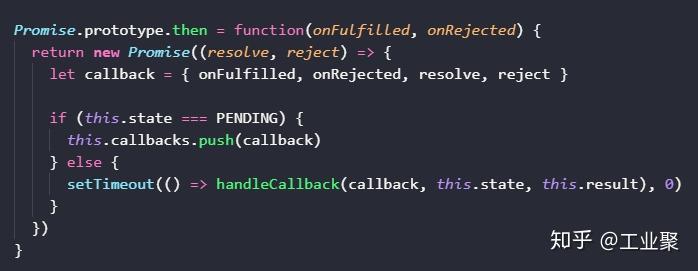 Promise.prototype.then = function(onFulfilled, onRejected) {
  return new Promise((resolve, reject) => {
    let callback = { onFulfilled, onRejected, resolve, reject }

    if (this.state === PENDING) {
      this.callbacks.push(callback)
    } else {
      setTimeout(() => handleCallback(callback, this.state, this.result), 0)
    }
  })
}
知乎 @工业聚